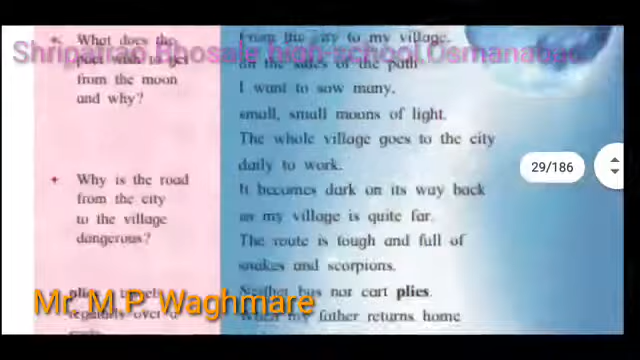 What does the
poet wish to get
from the moon
and why?
Why is the road
from the city
to the village
dangerous?
plies :
regularly over a
From the city to my village.
on the sides of the path
I want to sow many,
small, small moons of light.
The whole village goes to the city
daily to work.
It becomes dark on its way back
as my village is quite far.
The route is tough and full of
snakes and scorpions.
Neither bus nor cart plies.
When my father returns home
Shripatrao Bhosale high-school, Osmanabad
29/186
Mr. M.P. Waghmare